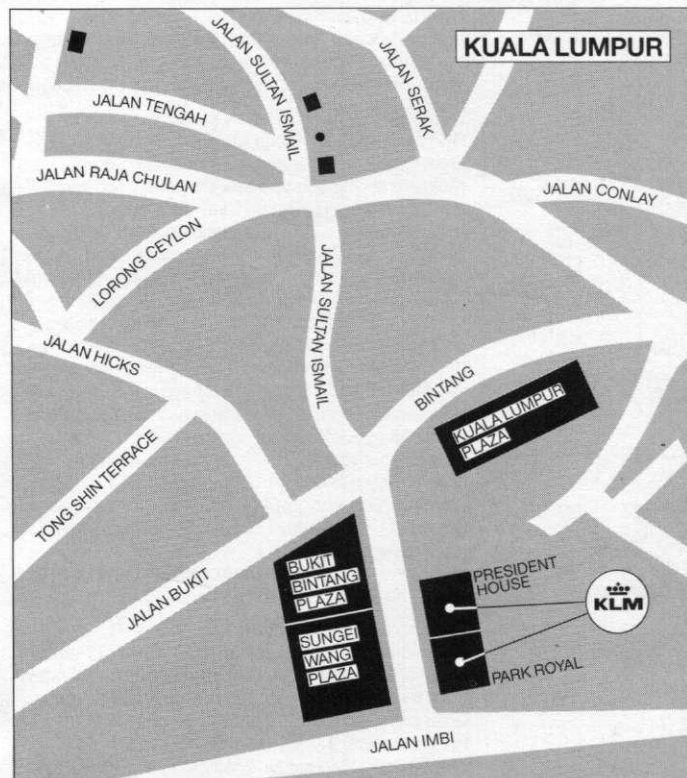 KUALA LUMPUR
JALAN SULTAN ISMAIL
JALAN SERAK
JALAN TENGAH
JALAN RAJA CHULAN
JALAN CONLAY
LORONG CEYLON
JALAN SULTAN ISMAIL
JALAN HICKS
BINTANG
KUALA LUMPUR
PLAZA
TONG SHIN TERRACE
JALAN BUKIT
BUKIT
BINTANG
PLAZA
SUNGEI
WANG
PLAZA
PRESIDENT
HOUSE
KLM
PARK ROYAL
JALAN IMBI